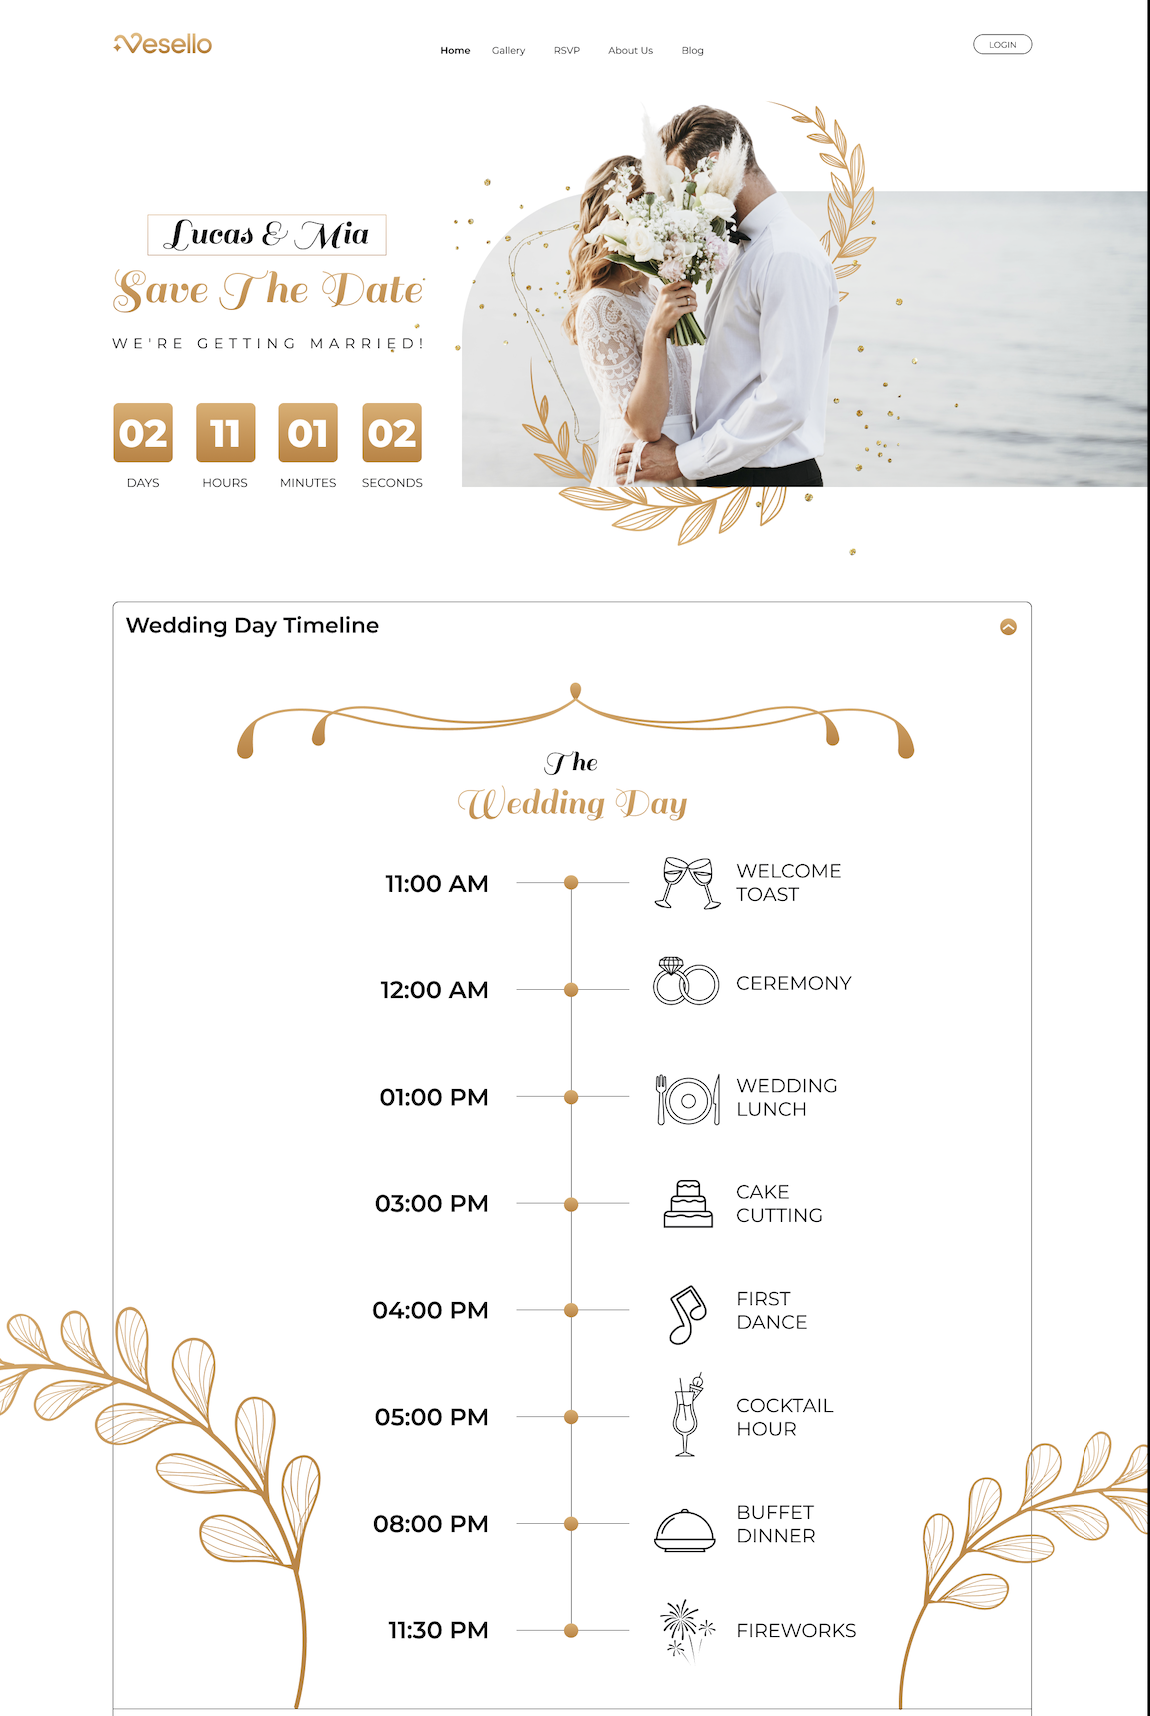 Vesello
Home Gallery RSVP About Us Blog
LOGIN
Lucas & Mia
Save The Date
WE'RE GETTING MARRIED!
02 11 01 02
DAYS HOURS MINUTES SECONDS
Wedding Day Timeline
The
Wedding Day
11:00 AM
WELCOME
TOAST
12:00 AM
CEREMONY
01:00 PM
WEDDING
LUNCH
03:00 PM
CAKE
CUTTING
04:00 PM
FIRST
DANCE
05:00 PM
COCKTAIL
HOUR
08:00 PM
BUFFET
DINNER
11:30 PM
FIREWORKS